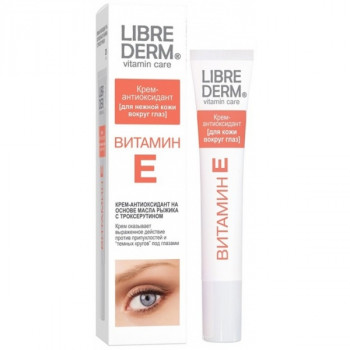 LIBRE
DERM®
vitamin care
Крем-
антиоксидант
[для нежной кожи
вокруг глаз]
ВИТАМИН
E
КРЕМ-АНТИОКСИДАНТ НА
ОСНОВЕ МАСЛА РЫЖИКА
С ТРОКСЕРУТИНОМ
Крем оказывает
выраженное действие
против припухлостей и
"темных кругов" под глазами
LIBRE
DERM®
vitamin care
Крем-
антиоксидант
[для кожи
вокруг глаз]
ВИТАМИН E